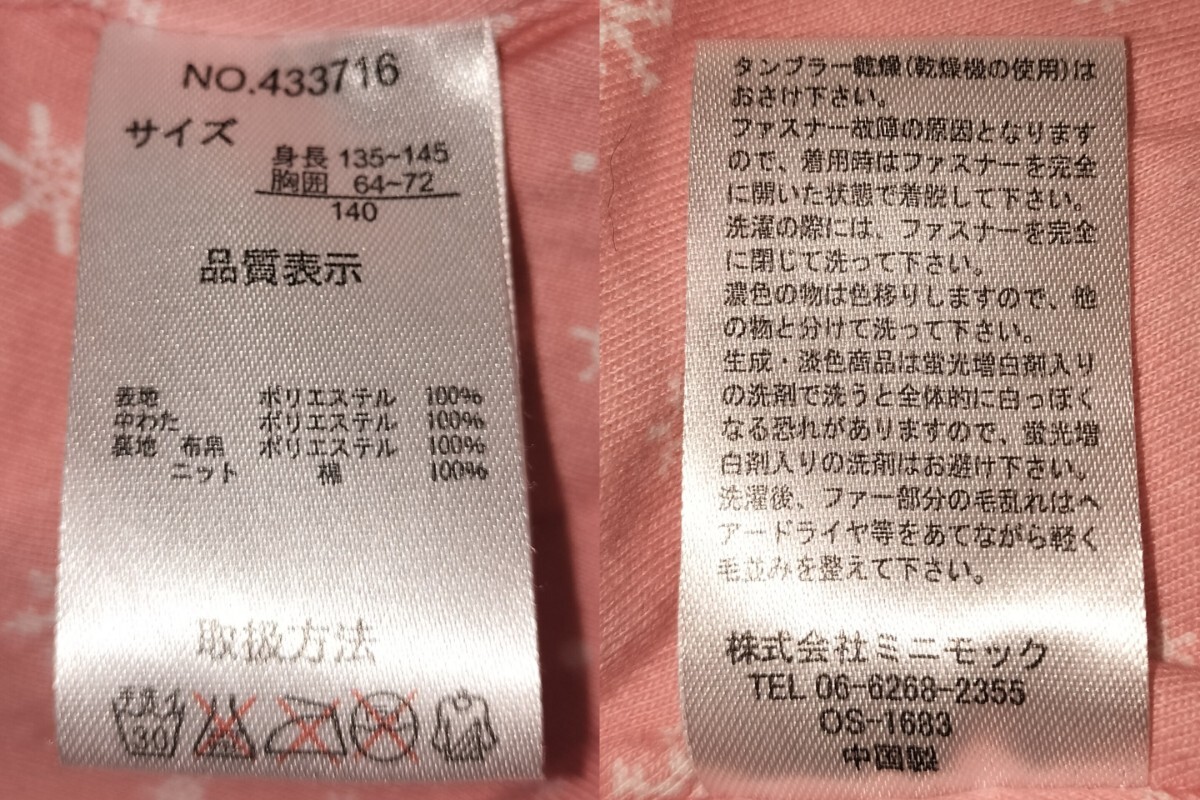 NO.433716
サイズ
身長 135~145
胸囲 64~72
140
品質表示
表地 ポリエステル 100%
中わた ポリエステル 100%
裏地 布帛 ポリエステル 100%
ニット 綿 100%
取扱方法
手洗イ
30
タンブラー乾燥(乾燥機の使用)は
おさけ下さい。
ファスナー故障の原因となります
ので、着用時はファスナーを完全
に開いた状態で着脱して下さい。
洗濯の際には、ファスナーを完全
に閉じて洗って下さい。
濃色の物は色移りしますので、他
の物と分けて洗って下さい。
生成・淡色商品は蛍光増白剤入り
の洗剤で洗うと全体的に白っぽく
なる恐れがありますので、蛍光増
白剤入りの洗剤はお避け下さい。
洗濯後、ファー部分の毛乱れはヘ
アードライヤ等をあてながら軽く
毛並みを整えて下さい。
株式会社ミニモック
TEL 06-6268-2355
OS-1683
中国製